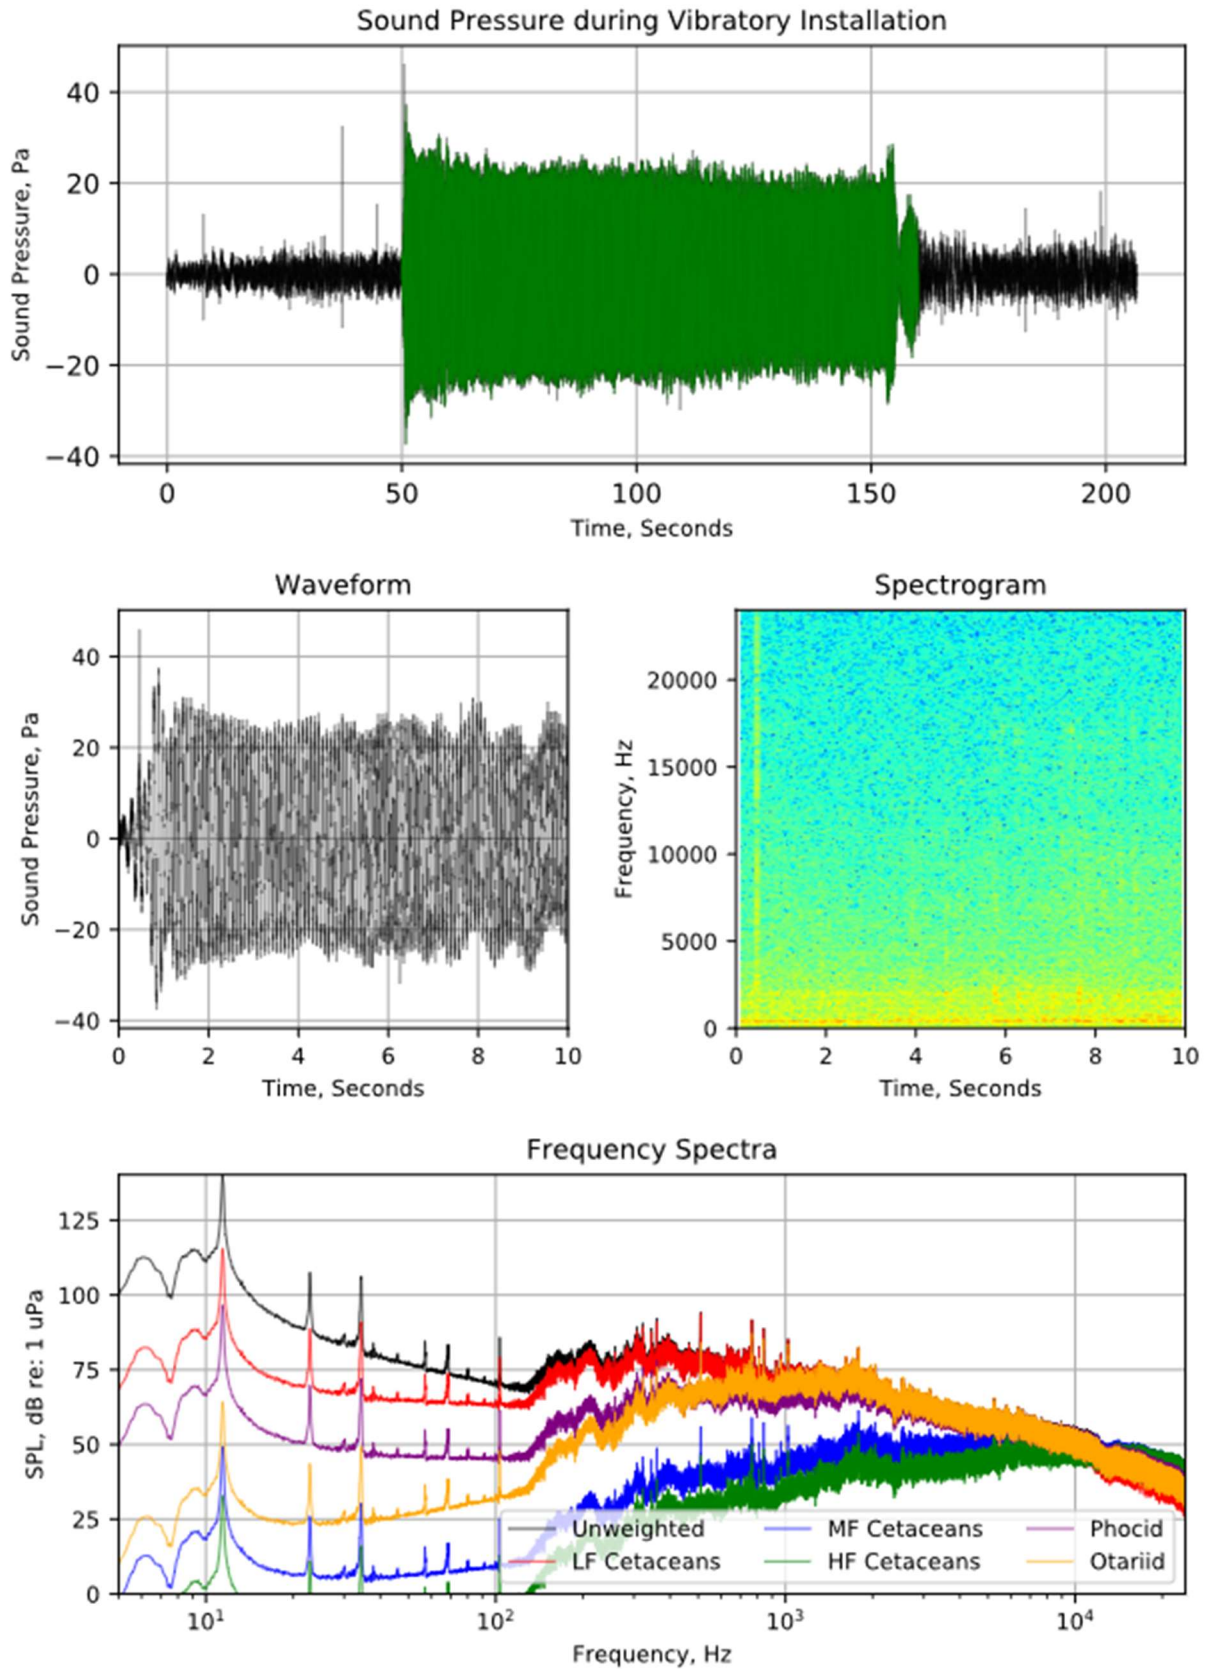 Sound Pressure during Vibratory Installation
Sound Pressure, Pa
40
20
0
−20
−40
0 50 100 150 200
Time, Seconds
Waveform
Sound Pressure, Pa
40
20
0
−20
−40
0 2 4 6 8 10
Time, Seconds
Spectrogram
Frequency, Hz
20000
15000
10000
5000
0
0 2 4 6 8 10
Time, Seconds
Frequency Spectra
SPL, dB re: 1 uPa
125
100
75
50
25
0
Unweighted MF Cetaceans Phocid
LF Cetaceans HF Cetaceans Otariid
10¹ 10² 10³ 10⁴
Frequency, Hz